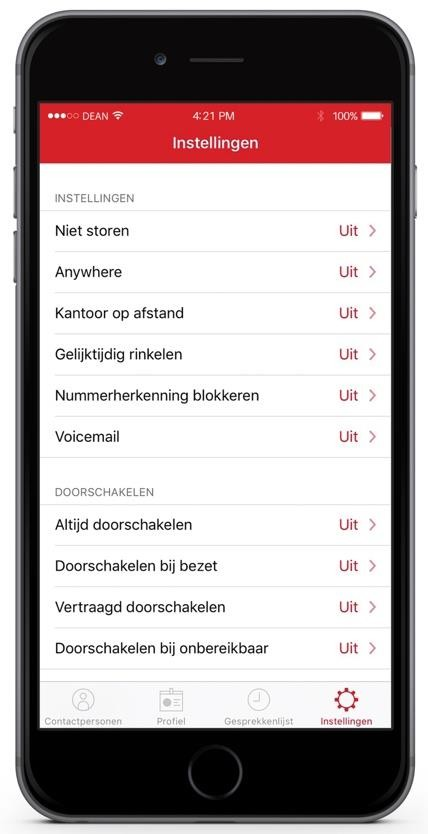 DEAN 4:21 PM 100%
Instellingen
INSTELLINGEN
Niet storen Uit
Anywhere Uit
Kantoor op afstand Uit
Gelijktijdig rinkelen Uit
Nummerherkenning blokkeren Uit
Voicemail Uit
DOORSCHAKELEN
Altijd doorschakelen Uit
Doorschakelen bij bezet Uit
Vertraagd doorschakelen Uit
Doorschakelen bij onbereikbaar Uit
Contactpersonen Profiel Gesprekkenlijst Instellingen